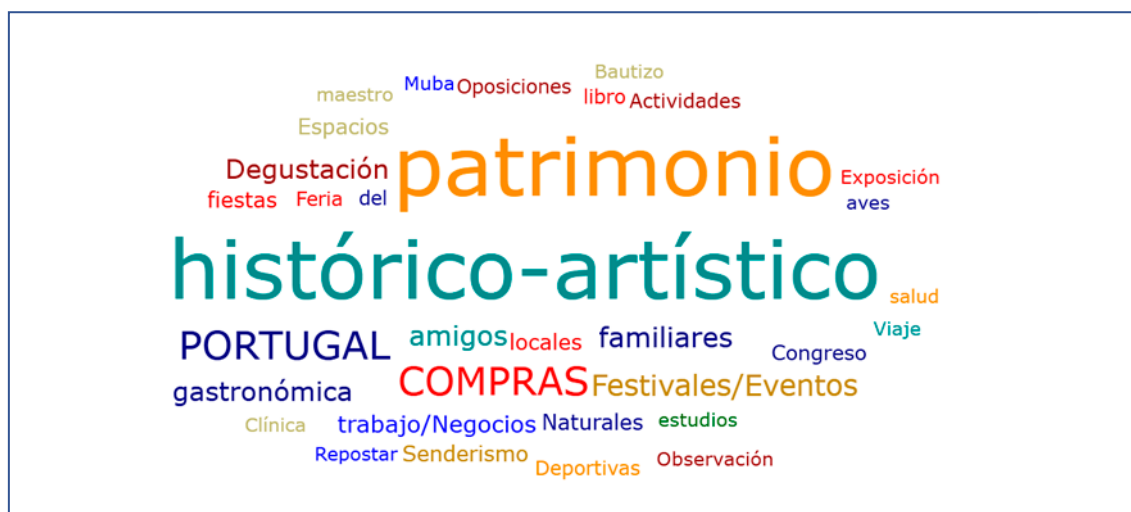 Bautizo
maestro Muba Oposiciones libro Actividades
Espacios
Degustación patrimonio Exposición
fiestas Feria del aves
histórico-artístico salud
PORTUGAL amigos locales familiares Viaje
Congreso
gastronómica COMPRAS Festivales/Eventos
Clínica trabajo/Negocios Naturales estudios
Repostar Senderismo Deportivas Observación